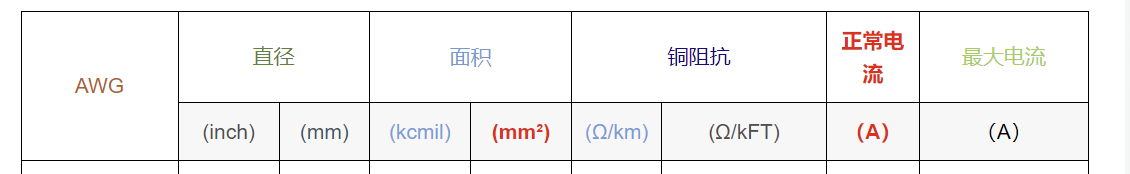 AWG
直径
面积
铜阻抗
正常电
流
最大电流
(inch)
(mm)
(kcmil)
(mm²)
(Ω/km)
(Ω/kFT)
（A）
（A）